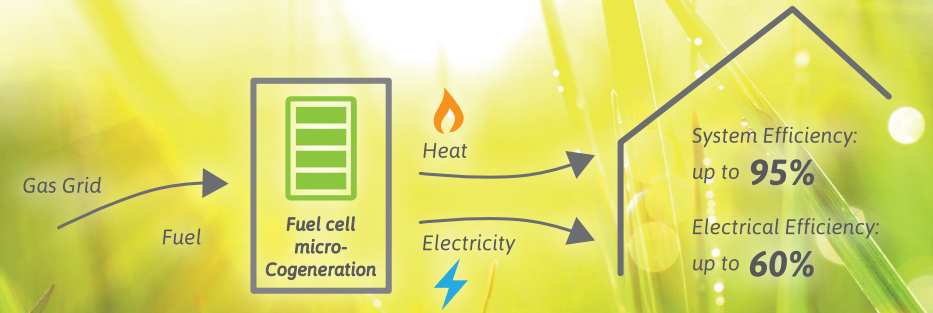 Gas Grid
Fuel
Fuel cell
micro-
Cogeneration
Heat
Electricity
System Efficiency:
up to 95%
Electrical Efficiency:
up to 60%